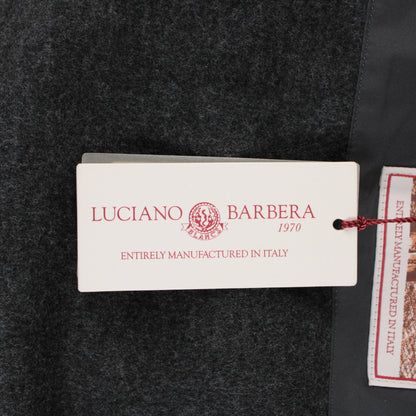 LUCIANO BARBERA
1970
ENTIRELY MANUFACTURED IN ITALY
ENTIRELY MANUFACTURED IN ITALY